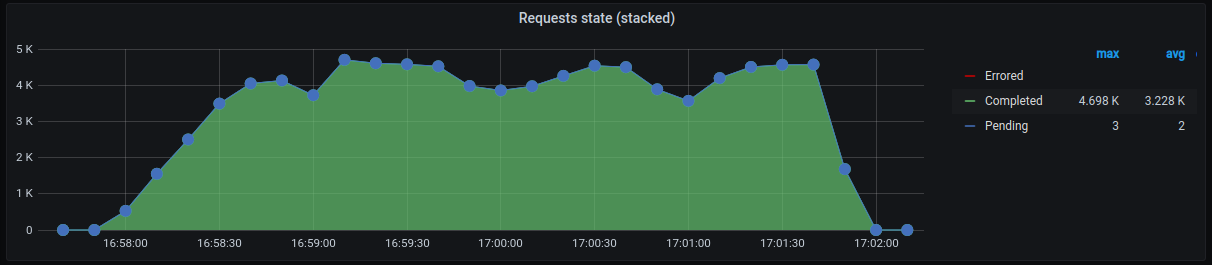 Requests state (stacked)
5 K
4 K
3 K
2 K
1 K
0
16:58:00 16:58:30 16:59:00 16:59:30 17:00:00 17:00:30 17:01:00 17:01:30 17:02:00
max avg
Errored
Completed 4.698 K 3.228 K
Pending 3 2